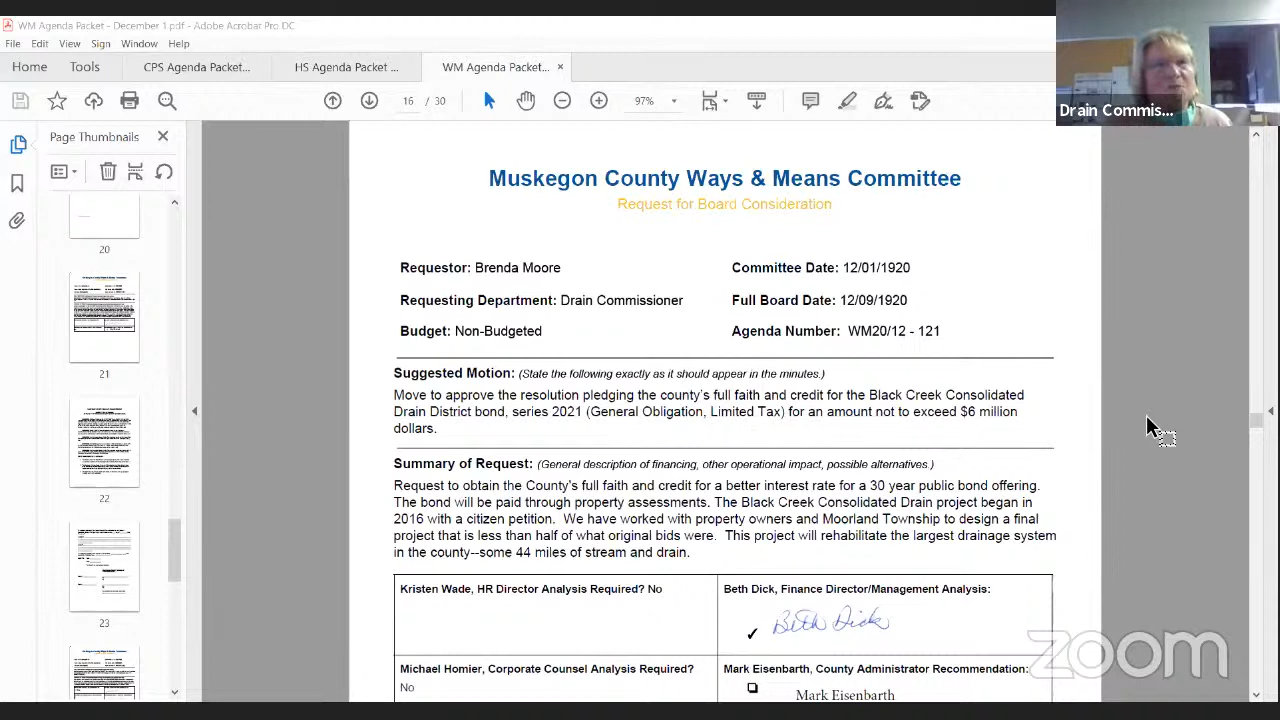 WM Agenda Packet - December 1.pdf - Adobe Acrobat Pro DC
File Edit View Sign Window Help
Home Tools CPS Agenda Packet... HS Agenda Packet ... WM Agenda Packet... ×
16 / 30 97%
Drain Commis...
Page Thumbnails
20
21
22
23
Muskegon County Ways & Means Committee
Request for Board Consideration
Requestor: Brenda Moore Committee Date: 12/01/1920
Requesting Department: Drain Commissioner Full Board Date: 12/09/1920
Budget: Non-Budgeted Agenda Number: WM20/12 - 121
Suggested Motion: (State the following exactly as it should appear in the minutes.)
Move to approve the resolution pledging the county's full faith and credit for the Black Creek Consolidated
Drain District bond, series 2021 (General Obligation, Limited Tax) for an amount not to exceed $6 million
dollars.
Summary of Request: (General description of financing, other operational impact, possible alternatives.)
Request to obtain the County's full faith and credit for a better interest rate for a 30 year public bond offering.
The bond will be paid through property assessments. The Black Creek Consolidated Drain project began in
2016 with a citizen petition. We have worked with property owners and Moorland Township to design a final
project that is less than half of what original bids were. This project will rehabilitate the largest drainage system
in the county--some 44 miles of stream and drain.
Kristen Wade, HR Director Analysis Required? No Beth Dick, Finance Director/Management Analysis:
Beth Dick
Michael Homier, Corporate Counsel Analysis Required? Mark Eisenbarth, County Administrator Recommendation:
No
Mark Eisenbarth
zoom